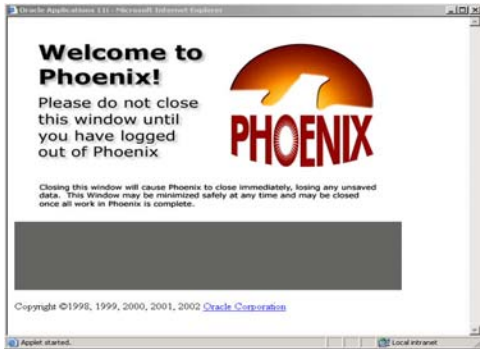 Oracle Applications 11i - Microsoft Internet Explorer
Welcome to
Phoenix!
Please do not close
this window until
you have logged
out of Phoenix
PHOENIX
Closing this window will cause Phoenix to close immediately, losing any unsaved
data. This Window may be minimized safely at any time and may be closed
once all work in Phoenix is complete.
Copyright ©1998, 1999, 2000, 2001, 2002 Oracle Corporation
Applet started.
Local intranet